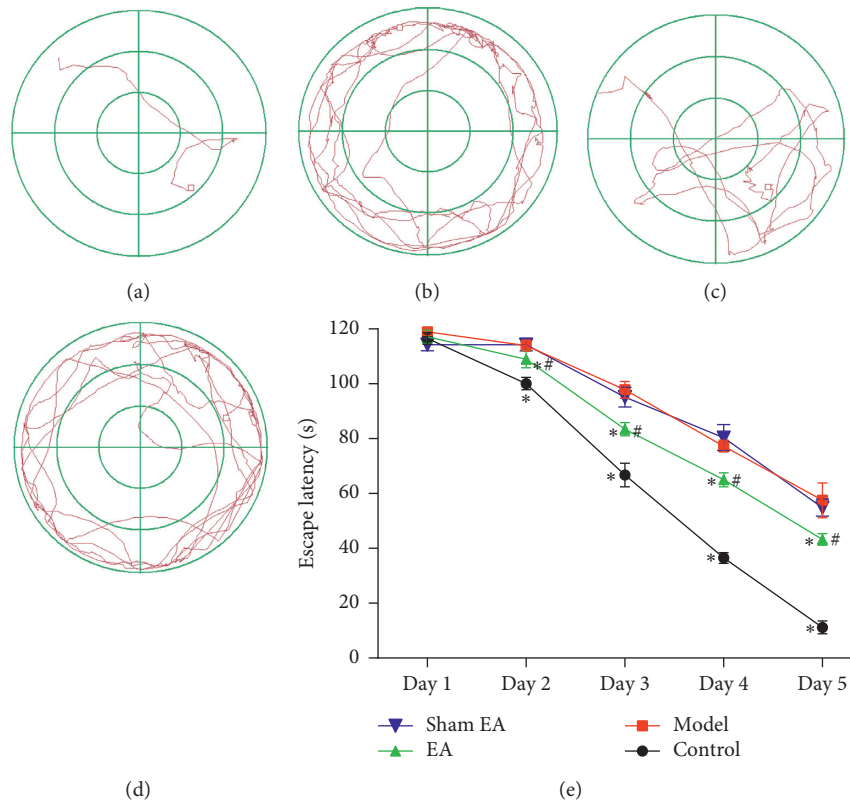 (a)
(b)
(c)
120
100
80
60
40
20
0
Escape latency (s)
*#
*
* #
*
* #
*
* #
*
Day 1 Day 2 Day 3 Day 4 Day 5
Sham EA Model
EA Control
(d)
(e)